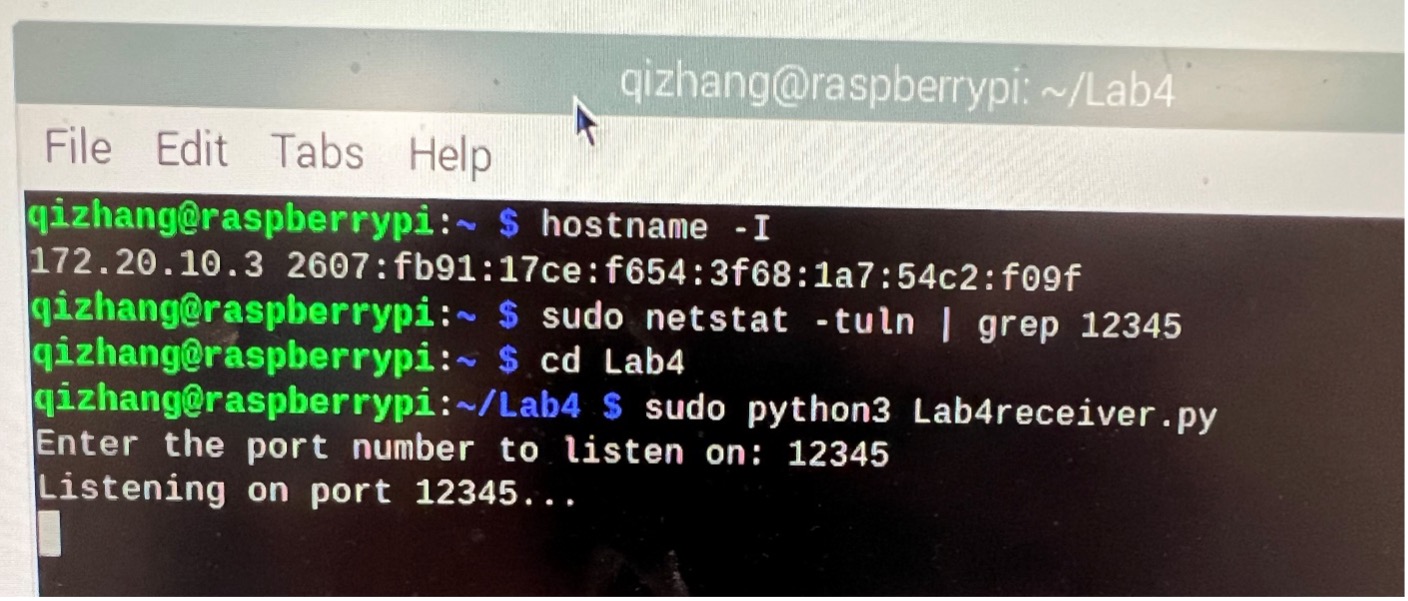 qizhang@raspberrypi: ~/Lab4
File Edit Tabs Help
qizhang@raspberrypi:~ $ hostname -I
172.20.10.3 2607:fb91:17ce:f654:3f68:1a7:54c2:f09f
qizhang@raspberrypi:~ $ sudo netstat -tuln | grep 12345
qizhang@raspberrypi:~ $ cd Lab4
qizhang@raspberrypi:~/Lab4 $ sudo python3 Lab4receiver.py
Enter the port number to listen on: 12345
Listening on port 12345...